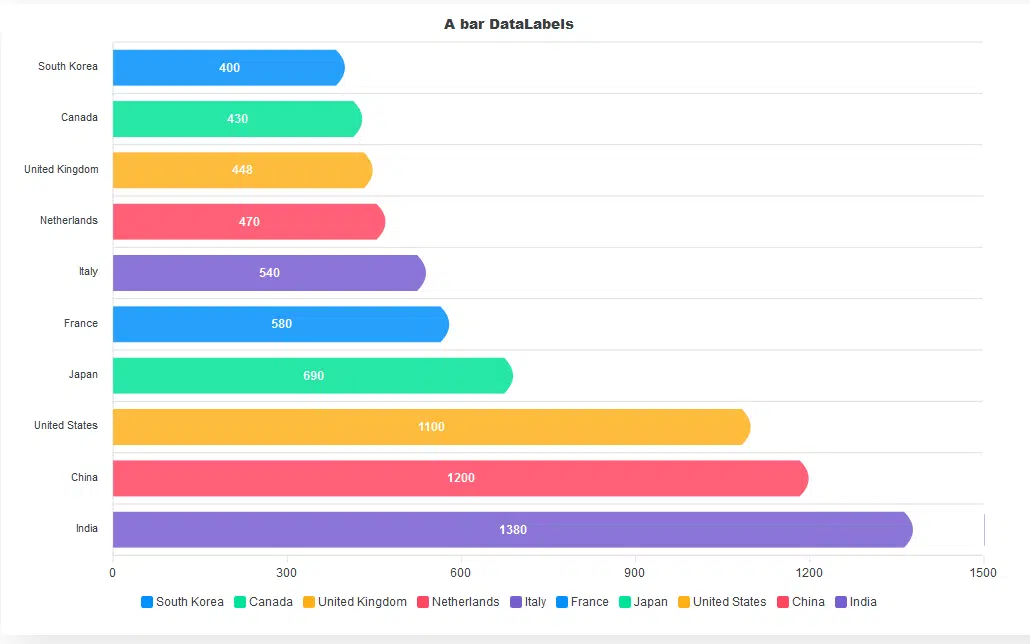 A bar DataLabels
South Korea 400
Canada 430
United Kingdom 448
Netherlands 470
Italy 540
France 580
Japan 690
United States 1100
China 1200
India 1380
0 300 600 900 1200 1500
South Korea Canada United Kingdom Netherlands Italy France Japan United States China India